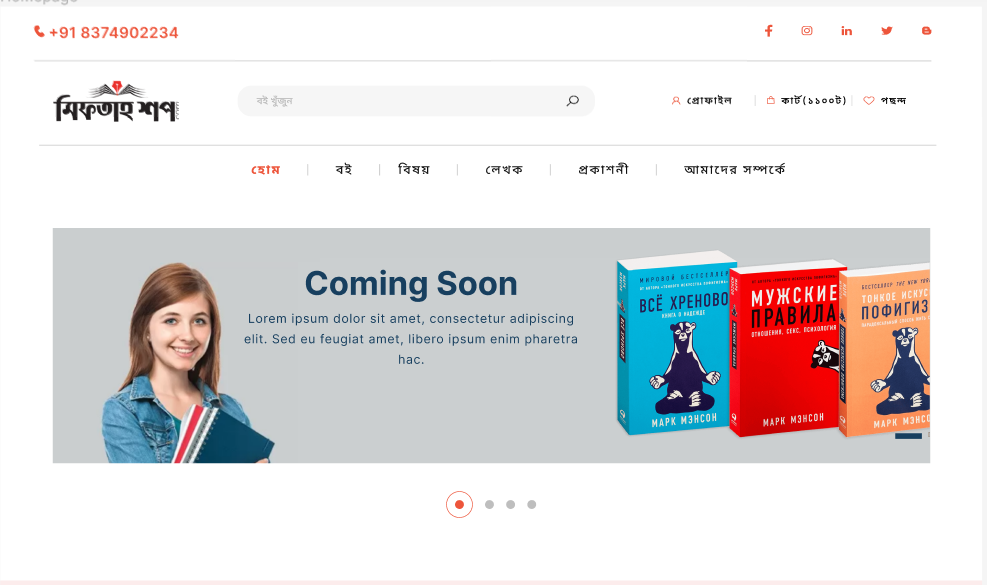 Homepage
+91 8374902234
মিফতাহ শপ
বই খুঁজুন
প্রোফাইল
কার্ট(১১০০ট)
পছন্দ
হোম
বই
বিষয়
লেখক
প্রকাশনী
আমাদের সম্পর্কে
Coming Soon
Lorem ipsum dolor sit amet, consectetur adipiscing
elit. Sed eu feugiat amet, libero ipsum enim pharetra
hac.
МИРОВОЙ БЕСТСЕЛЛЕР
ВСЁ ХРЕНОВО
КНИГА О НАДЕЖДЕ
МАРК МЭНСОН
МУЖСКИЕ
ПРАВИЛА
ОТНОШЕНИЯ, СЕКС, ПСИХОЛОГИЯ
МАРК МЭНСОН
БЕСТСЕЛЛЕР THE NEW YORK
ТОНКОЕ ИСКУС
ПОФИГИЗ
МАРК МЭНСО